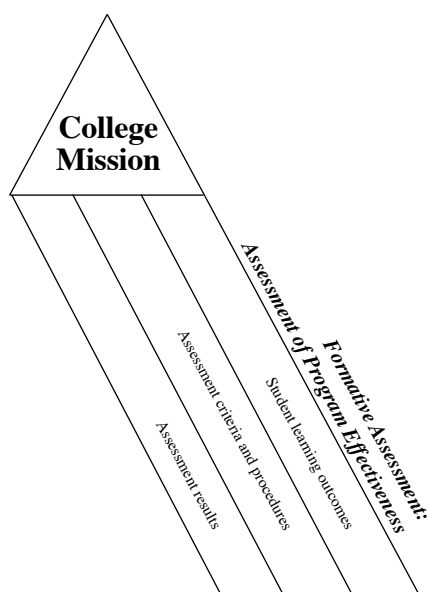 College
Mission
Formative Assessment:
Assessment of Program Effectiveness
Student learning outcomes
Assessment criteria and procedures
Assessment results